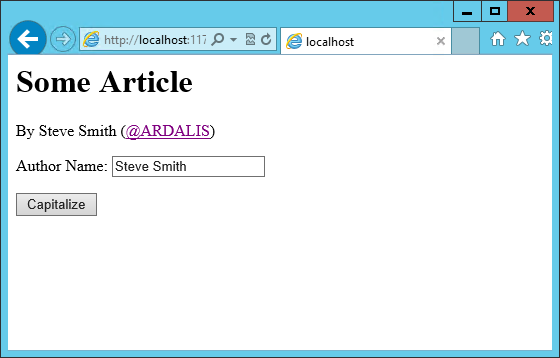 http://localhost:117
localhost
Some Article
By Steve Smith (@ARDALIS)
Author Name: Steve Smith
Capitalize